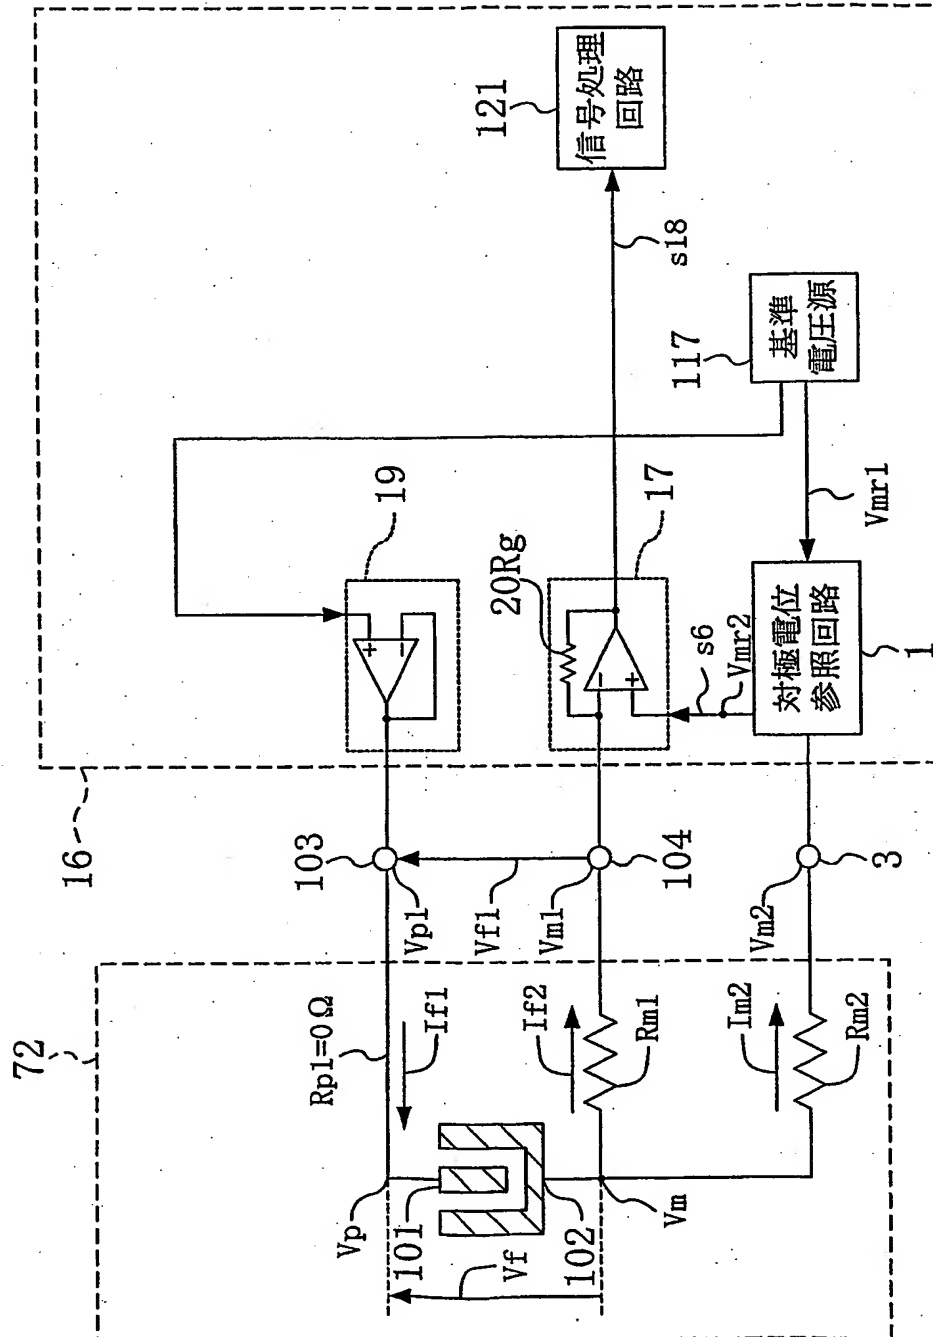 72
16
Rp1=0Ω
If1
Vp
101
102
Vf
Vm
If2
Rm1
Im2
Rm2
103
Vp1
Vf1
Vm1
104
Vm2
3
19
+
−
17
20Rg
−
+
s6
Vmr2
対極電位
参照回路
1
Vmr1
117
基準
電圧源
s18
121
信号処理
回路